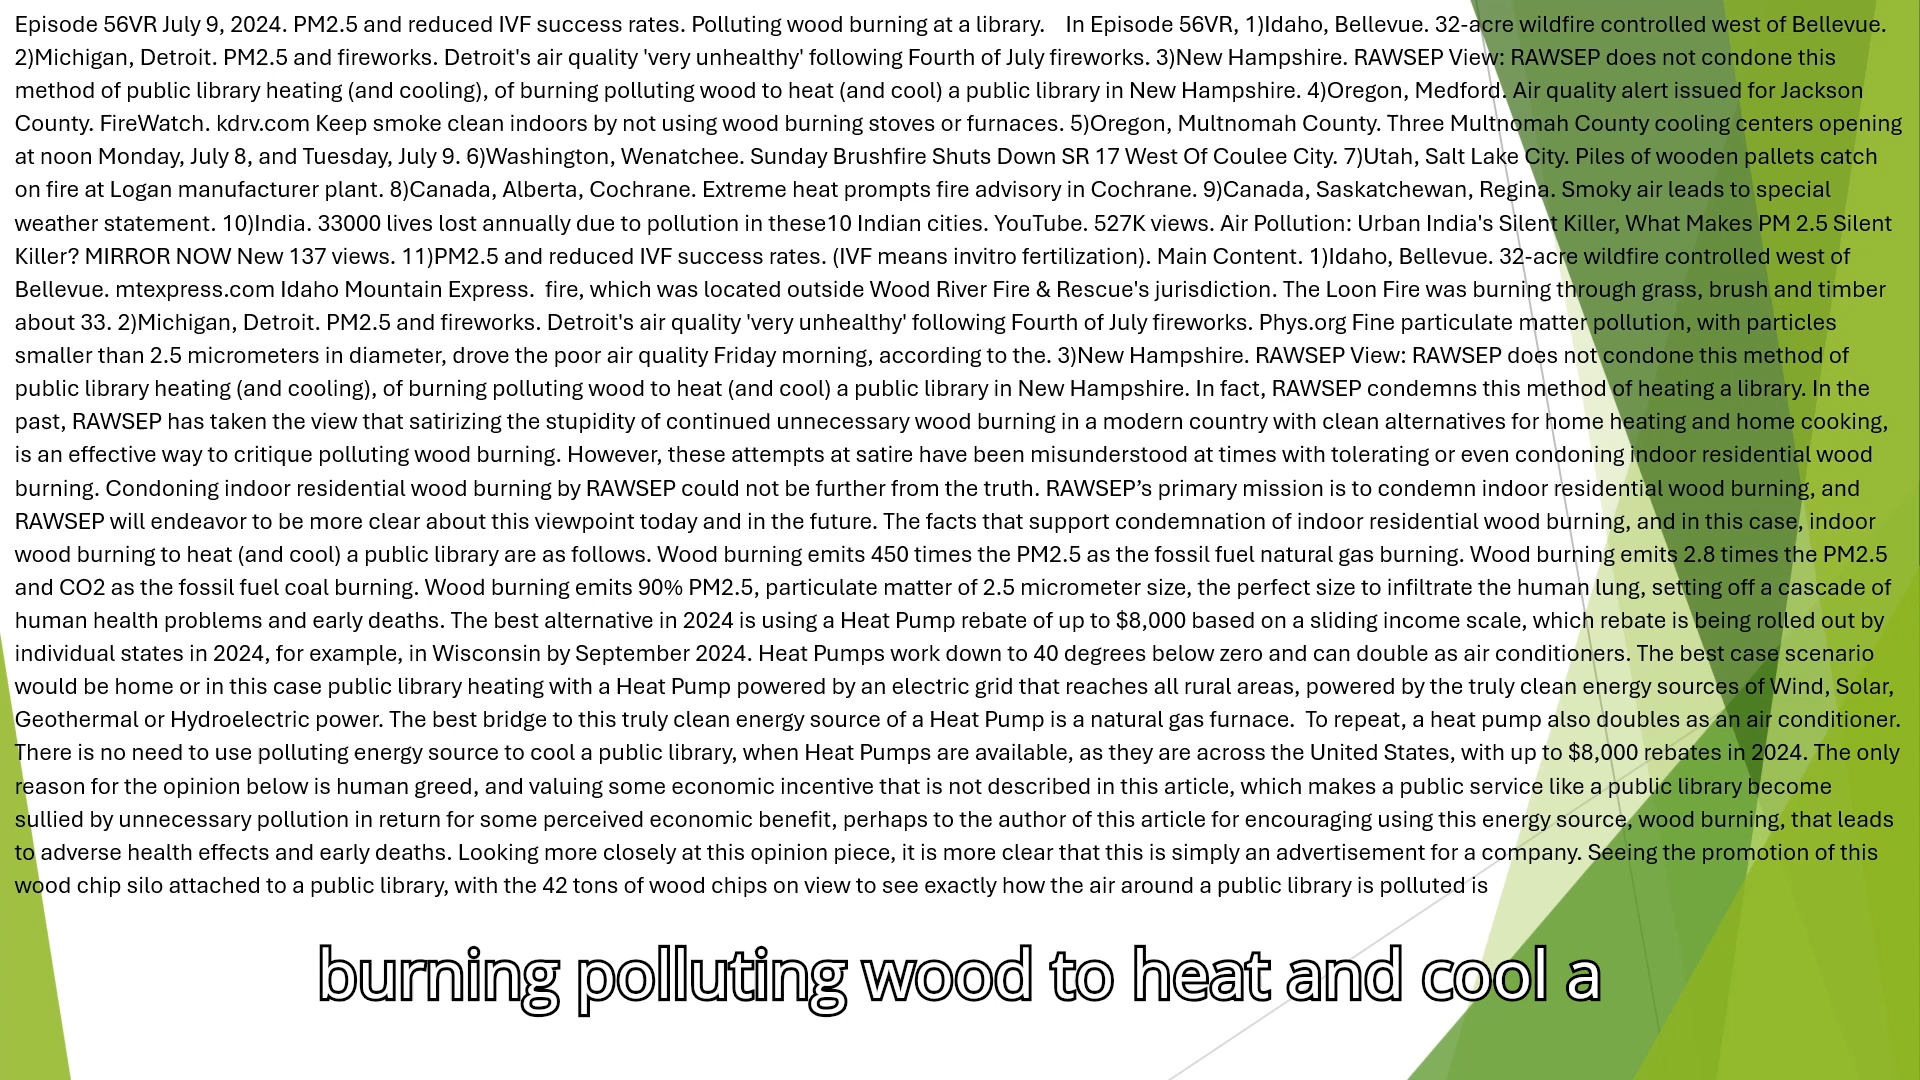 Episode 56VR July 9, 2024. PM2.5 and reduced IVF success rates. Polluting wood burning at a library.    In Episode 56VR, 1)Idaho, Bellevue. 32-acre wildfire controlled west of Bellevue.
2)Michigan, Detroit. PM2.5 and fireworks. Detroit's air quality 'very unhealthy' following Fourth of July fireworks. 3)New Hampshire. RAWSEP View: RAWSEP does not condone this
method of public library heating (and cooling), of burning polluting wood to heat (and cool) a public library in New Hampshire. 4)Oregon, Medford. Air quality alert issued for Jackson
County. FireWatch. kdrv.com Keep smoke clean indoors by not using wood burning stoves or furnaces. 5)Oregon, Multnomah County. Three Multnomah County cooling centers opening
at noon Monday, July 8, and Tuesday, July 9. 6)Washington, Wenatchee. Sunday Brushfire Shuts Down SR 17 West Of Coulee City. 7)Utah, Salt Lake City. Piles of wooden pallets catch
on fire at Logan manufacturer plant. 8)Canada, Alberta, Cochrane. Extreme heat prompts fire advisory in Cochrane. 9)Canada, Saskatchewan, Regina. Smoky air leads to special
weather statement. 10)India. 33000 lives lost annually due to pollution in these10 Indian cities. YouTube. 527K views. Air Pollution: Urban India's Silent Killer, What Makes PM 2.5 Silent
Killer? MIRROR NOW New 137 views. 11)PM2.5 and reduced IVF success rates. (IVF means invitro fertilization). Main Content. 1)Idaho, Bellevue. 32-acre wildfire controlled west of
Bellevue. mtexpress.com Idaho Mountain Express.  fire, which was located outside Wood River Fire & Rescue's jurisdiction. The Loon Fire was burning through grass, brush and timber
about 33. 2)Michigan, Detroit. PM2.5 and fireworks. Detroit's air quality 'very unhealthy' following Fourth of July fireworks. Phys.org Fine particulate matter pollution, with particles
smaller than 2.5 micrometers in diameter, drove the poor air quality Friday morning, according to the. 3)New Hampshire. RAWSEP View: RAWSEP does not condone this method of
public library heating (and cooling), of burning polluting wood to heat (and cool) a public library in New Hampshire. In fact, RAWSEP condemns this method of heating a library. In the
past, RAWSEP has taken the view that satirizing the stupidity of continued unnecessary wood burning in a modern country with clean alternatives for home heating and home cooking,
is an effective way to critique polluting wood burning. However, these attempts at satire have been misunderstood at times with tolerating or even condoning indoor residential wood
burning. Condoning indoor residential wood burning by RAWSEP could not be further from the truth. RAWSEP’s primary mission is to condemn indoor residential wood burning, and
RAWSEP will endeavor to be more clear about this viewpoint today and in the future. The facts that support condemnation of indoor residential wood burning, and in this case, indoor
wood burning to heat (and cool) a public library are as follows. Wood burning emits 450 times the PM2.5 as the fossil fuel natural gas burning. Wood burning emits 2.8 times the PM2.5
and CO2 as the fossil fuel coal burning. Wood burning emits 90% PM2.5, particulate matter of 2.5 micrometer size, the perfect size to infiltrate the human lung, setting off a cascade of
human health problems and early deaths. The best alternative in 2024 is using a Heat Pump rebate of up to $8,000 based on a sliding income scale, which rebate is being rolled out by
individual states in 2024, for example, in Wisconsin by September 2024. Heat Pumps work down to 40 degrees below zero and can double as air conditioners. The best case scenario
would be home or in this case public library heating with a Heat Pump powered by an electric grid that reaches all rural areas, powered by the truly clean energy sources of Wind, Solar,
Geothermal or Hydroelectric power. The best bridge to this truly clean energy source of a Heat Pump is a natural gas furnace.  To repeat, a heat pump also doubles as an air conditioner.
There is no need to use polluting energy source to cool a public library, when Heat Pumps are available, as they are across the United States, with up to $8,000 rebates in 2024. The only
reason for the opinion below is human greed, and valuing some economic incentive that is not described in this article, which makes a public service like a public library become
sullied by unnecessary pollution in return for some perceived economic benefit, perhaps to the author of this article for encouraging using this energy source, wood burning, that leads
to adverse health effects and early deaths. Looking more closely at this opinion piece, it is more clear that this is simply an advertisement for a company. Seeing the promotion of this
wood chip silo attached to a public library, with the 42 tons of wood chips on view to see exactly how the air around a public library is polluted is
burning polluting wood to heat and cool a